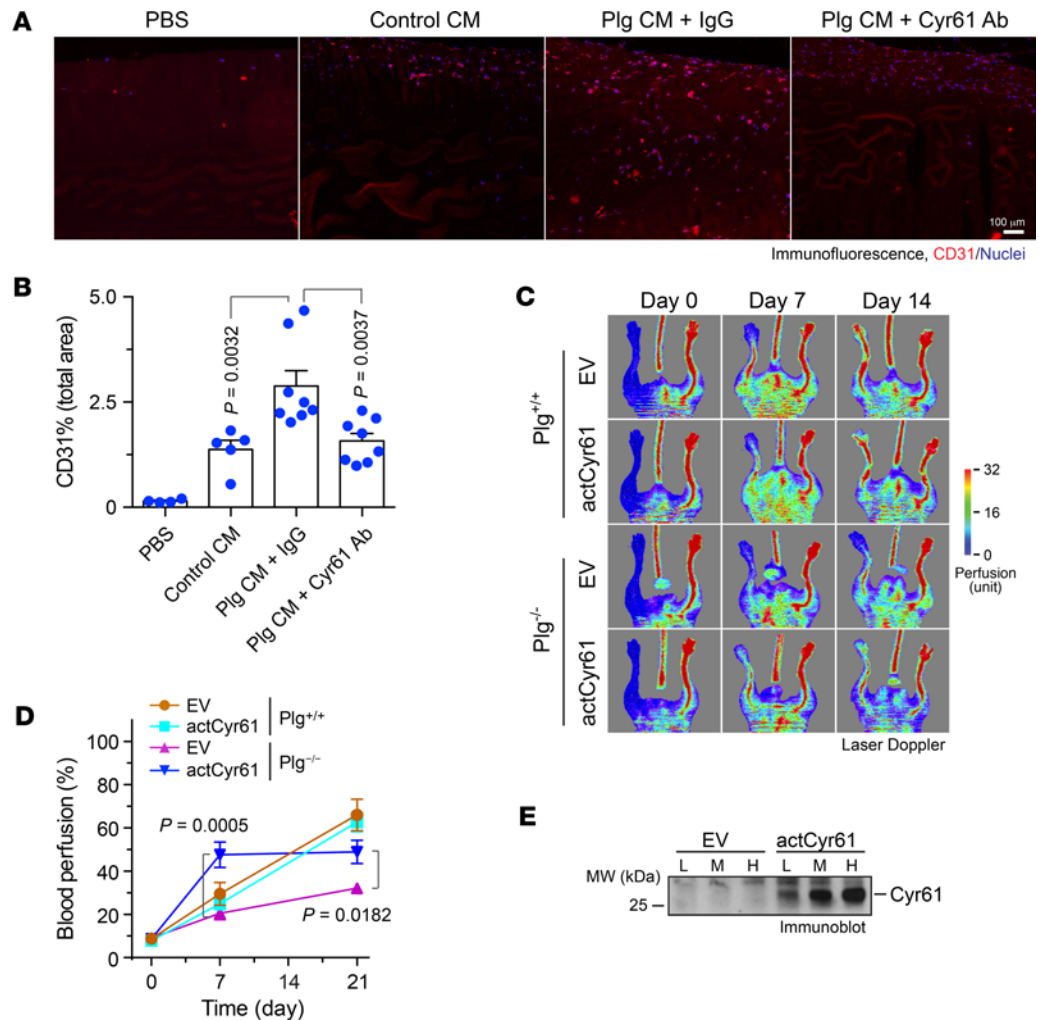 A
PBS
Control CM
Plg CM + IgG
Plg CM + Cyr61 Ab
100 μm
Immunofluorescence, CD31/Nuclei
B
CD31% (total area)
5.0
2.5
0
P = 0.0032
P = 0.0037
PBS
Control CM
Plg CM + IgG
Plg CM + Cyr61 Ab
C
Day 0
Day 7
Day 14
Plg+/+
EV
actCyr61
Plg-/-
EV
actCyr61
32
16
0
Perfusion
(unit)
Laser Doppler
D
EV
actCyr61
Plg+/+
EV
actCyr61
Plg−/−
Blood perfusion (%)
100
80
60
40
20
0
P = 0.0005
P = 0.0182
0
7
14
21
Time (day)
E
EV
actCyr61
L M H L M H
MW (kDa)
25
Cyr61
Immunoblot